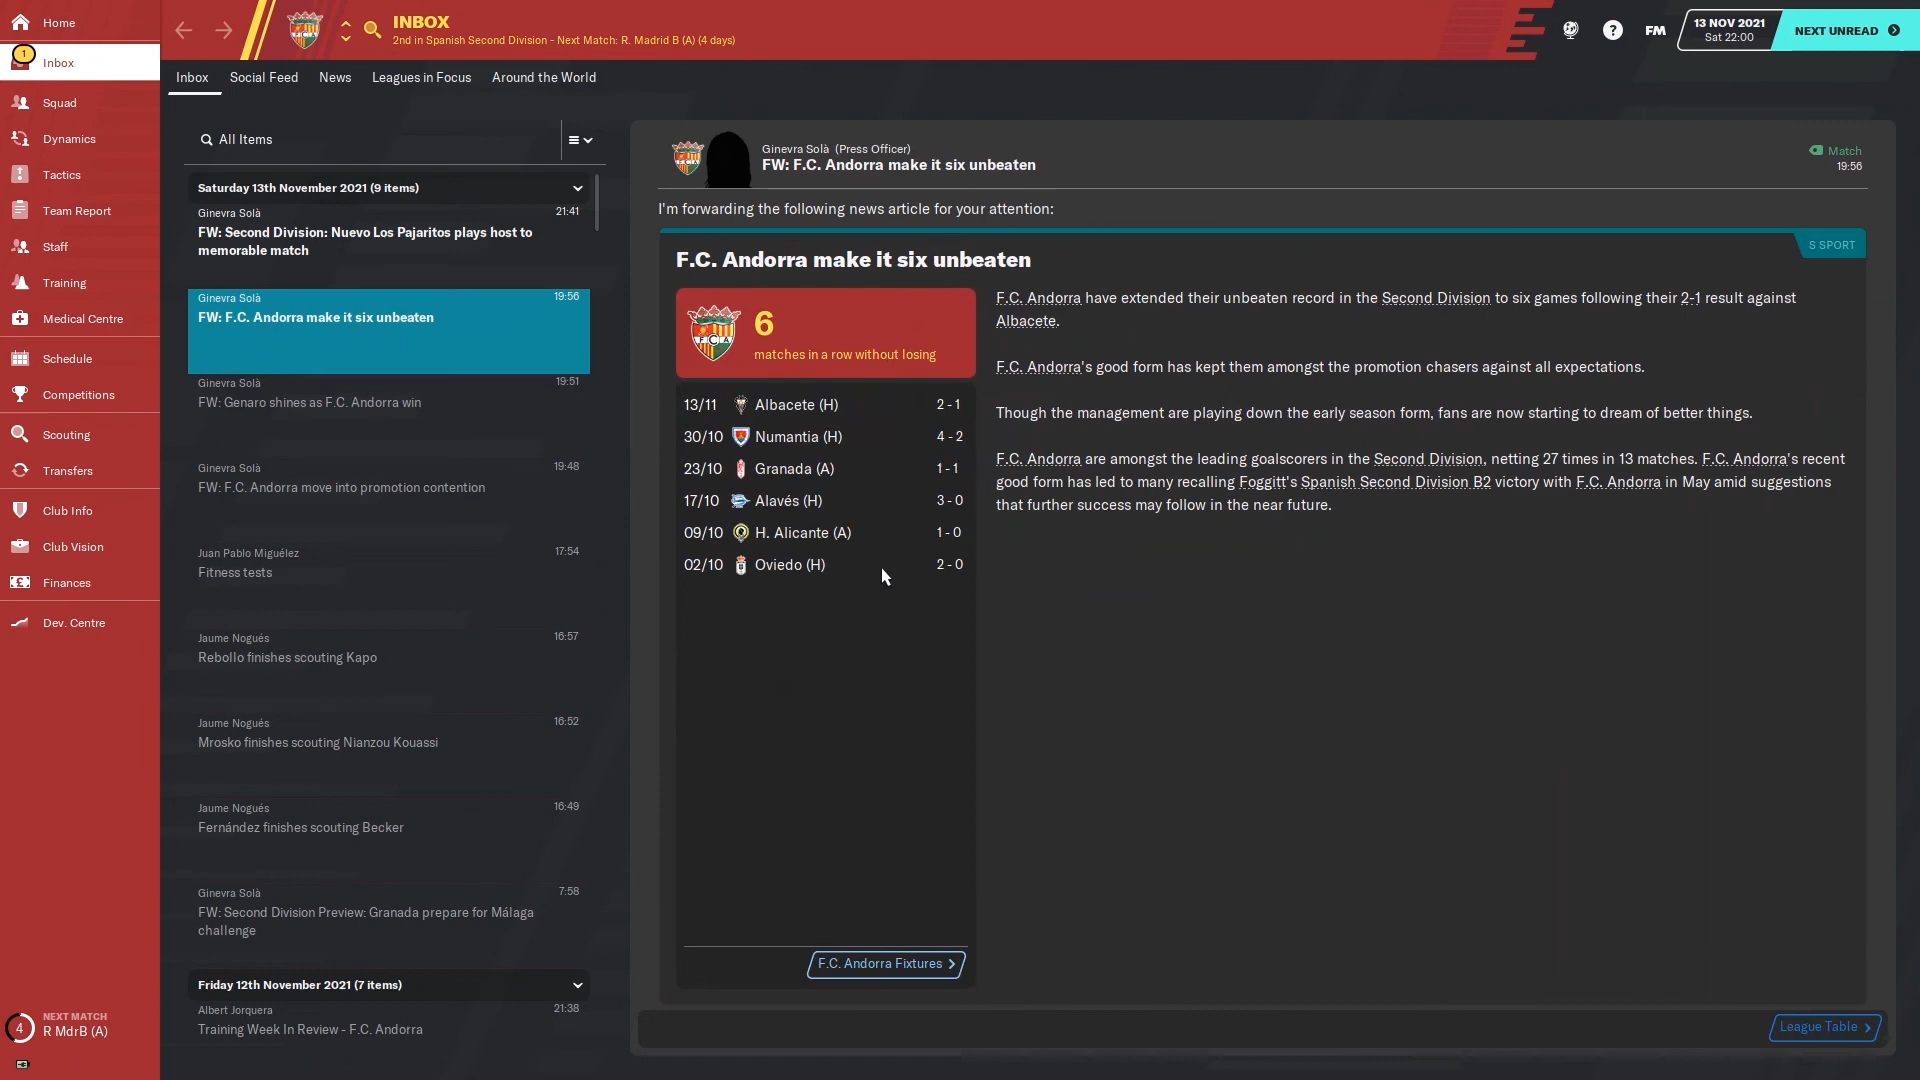 Home
1
Inbox
Squad
Dynamics
Tactics
Team Report
Staff
Training
Medical Centre
Schedule
Competitions
Scouting
Transfers
Club Info
Club Vision
Finances
Dev. Centre
4
NEXT MATCH
R MdrB (A)
INBOX
2nd in Spanish Second Division - Next Match: R. Madrid B (A) (4 days)
FM
13 NOV 2021
Sat 22:00
NEXT UNREAD
Inbox Social Feed News Leagues in Focus Around the World
All Items
Saturday 13th November 2021 (9 items)
Ginevra Solà 21:41
FW: Second Division: Nuevo Los Pajaritos plays host to
memorable match
Ginevra Solà 19:56
FW: F.C. Andorra make it six unbeaten
Ginevra Solà 19:51
FW: Genaro shines as F.C. Andorra win
Ginevra Solà 19:48
FW: F.C. Andorra move into promotion contention
Juan Pablo Miguélez 17:54
Fitness tests
Jaume Nogués 16:57
Rebollo finishes scouting Kapo
Jaume Nogués 16:52
Mrosko finishes scouting Nianzou Kouassi
Jaume Nogués 16:49
Fernández finishes scouting Becker
Ginevra Solà 7:58
FW: Second Division Preview: Granada prepare for Málaga
challenge
Friday 12th November 2021 (7 items)
Albert Jorquera 21:38
Training Week In Review - F.C. Andorra
Ginevra Solà (Press Officer)
FW: F.C. Andorra make it six unbeaten
Match
19:56
I'm forwarding the following news article for your attention:
S SPORT
F.C. Andorra make it six unbeaten
FCA
6
matches in a row without losing
13/11 Albacete (H) 2 - 1
30/10 Numantia (H) 4 - 2
23/10 Granada (A) 1 - 1
17/10 Alavés (H) 3 - 0
09/10 H. Alicante (A) 1 - 0
02/10 Oviedo (H) 2 - 0
F.C. Andorra Fixtures
F.C. Andorra have extended their unbeaten record in the Second Division to six games following their 2-1 result against
Albacete.
F.C. Andorra's good form has kept them amongst the promotion chasers against all expectations.
Though the management are playing down the early season form, fans are now starting to dream of better things.
F.C. Andorra are amongst the leading goalscorers in the Second Division, netting 27 times in 13 matches. F.C. Andorra's recent
good form has led to many recalling Foggitt's Spanish Second Division B2 victory with F.C. Andorra in May amid suggestions
that further success may follow in the near future.
League Table